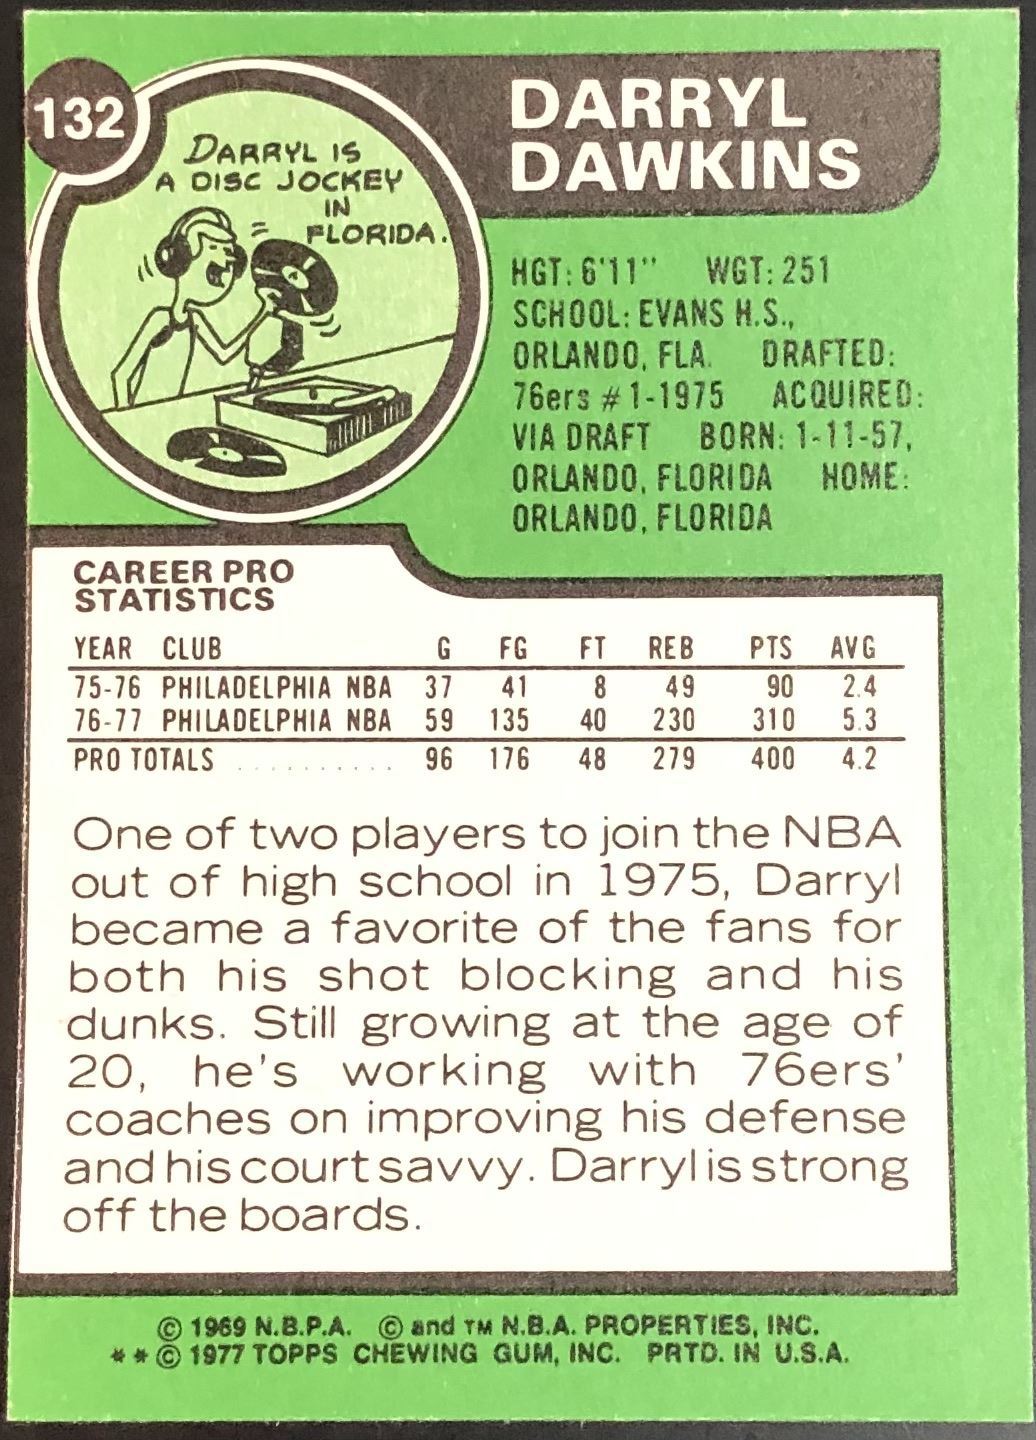 132
DARRYL
DAWKINS
DARRYL IS
A DISC JOCKEY
IN
FLORIDA.
HGT: 6'11" WGT: 251
SCHOOL: EVANS H.S.,
ORLANDO, FLA. DRAFTED:
76ers #1-1975 ACQUIRED:
VIA DRAFT BORN: 1-11-57,
ORLANDO, FLORIDA HOME:
ORLANDO, FLORIDA
CAREER PRO
STATISTICS
YEAR CLUB G FG FT REB PTS AVG
75-76 PHILADELPHIA NBA 37 41 8 49 90 2.4
76-77 PHILADELPHIA NBA 59 135 40 230 310 5.3
PRO TOTALS .......... 96 176 48 279 400 4.2
One of two players to join the NBA
out of high school in 1975, Darryl
became a favorite of the fans for
both his shot blocking and his
dunks. Still growing at the age of
20, he's working with 76ers'
coaches on improving his defense
and his court savvy. Darryl is strong
off the boards.
© 1969 N.B.P.A. © and TM N.B.A. PROPERTIES, INC.
* * © 1977 TOPPS CHEWING GUM, INC. PRTD. IN U.S.A.